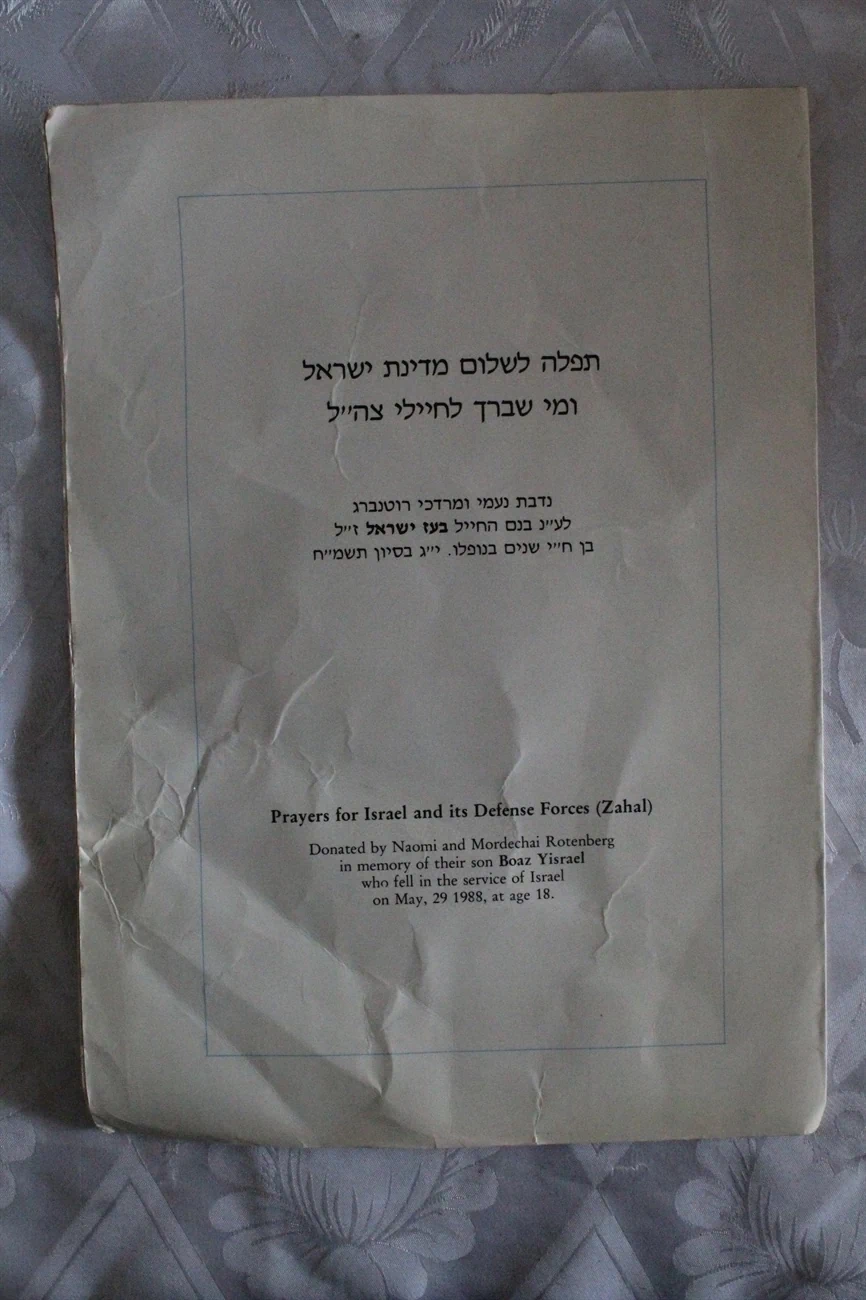 תפלה לשלום מדינת ישראל
ומי שברך לחיילי צה״ל
נדבת נעמי ומרדכי רוטנברג
לע״נ בנם החייל בעז ישראל ז״ל
בן ח״י שנים בנופלו. י״ג בסיון תשמ״ח
Prayers for Israel and its Defense Forces (Zahal)
Donated by Naomi and Mordechai Rotenberg
in memory of their son Boaz Yisrael
who fell in the service of Israel
on May, 29 1988, at age 18.